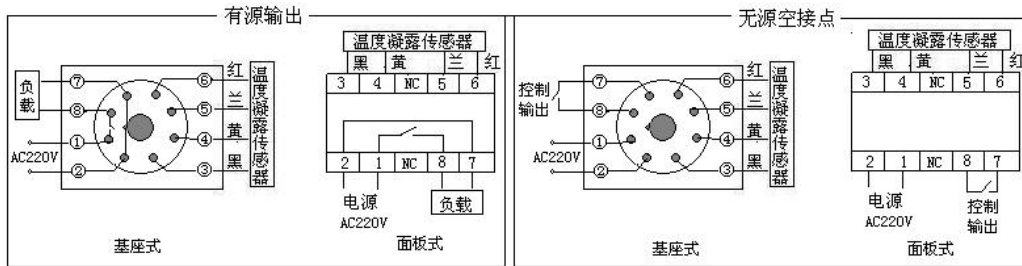 有源输出
负载
⑦
⑧
①
②
AC220V
⑥
⑤
④
③
红
兰
黄
黑
温度凝露传感器
基座式
温度凝露传感器
黑 黄 兰 红
3 4 NC 5 6
2 1 NC 8 7
电源
AC220V
负载
面板式
无源空接点
控制
输出
⑦
⑧
①
②
AC220V
⑥
⑤
④
③
红
兰
黄
黑
温度凝露传感器
基座式
温度凝露传感器
黑 黄 兰 红
3 4 NC 5 6
2 1 NC 8 7
电源
AC220V
控制
输出
面板式